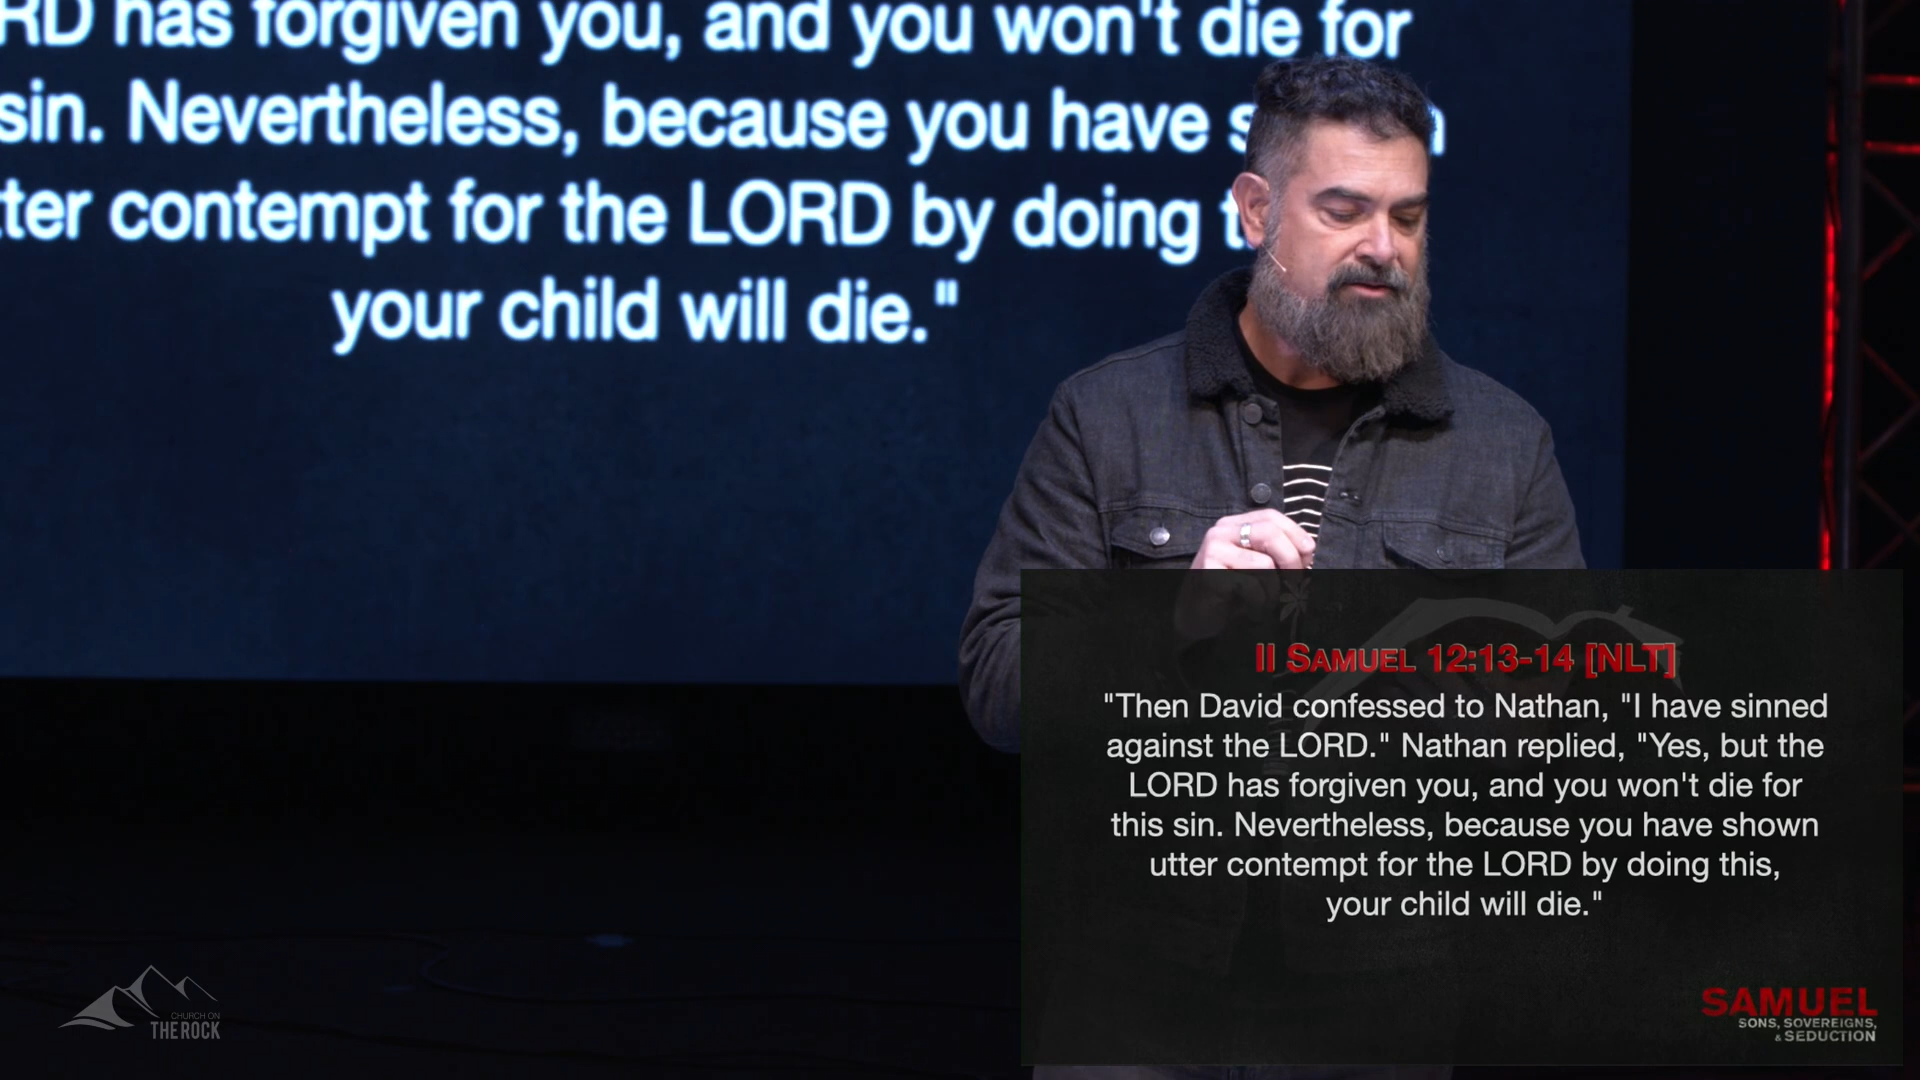 RD has forgiven you, and you won't die for
sin. Nevertheless, because you have
utter contempt for the LORD by doing
your child will die."
II SAMUEL 12:13-14 [NLT]
"Then David confessed to Nathan, "I have sinned
against the LORD." Nathan replied, "Yes, but the
LORD has forgiven you, and you won't die for
this sin. Nevertheless, because you have shown
utter contempt for the LORD by doing this,
your child will die."
CHURCH ON
THE ROCK
SAMUEL
SONS, SOVEREIGNS,
& SEDUCTION